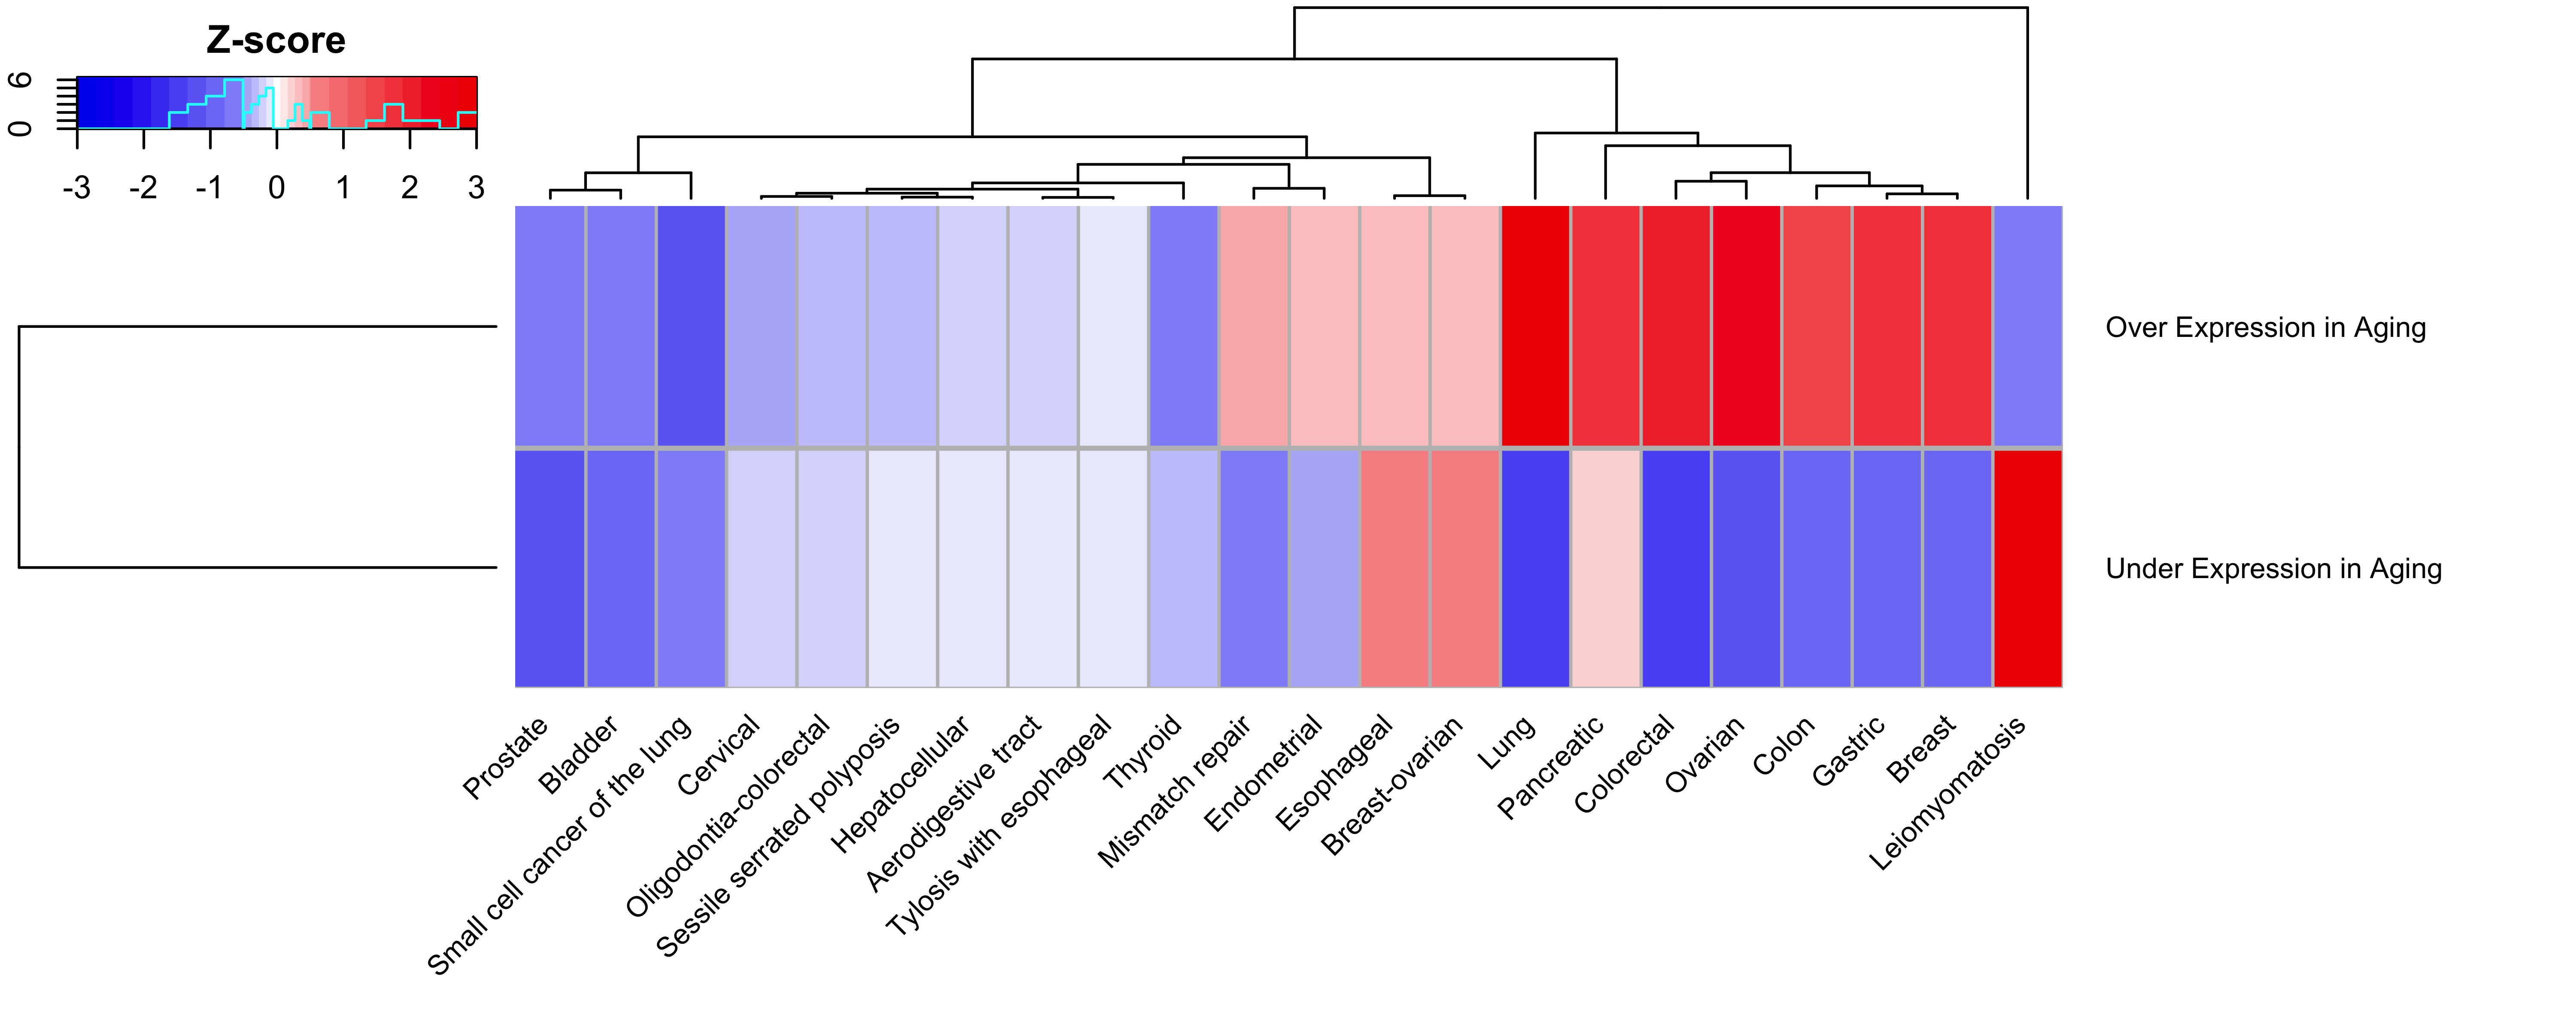 Z-score
6
0
-3 -2 -1 0 1 2 3
Over Expression in Aging
Under Expression in Aging
Prostate
Bladder
Small cell cancer of the lung
Cervical
Oligodontia-colorectal
Sessile serrated polyposis
Hepatocellular
Aerodigestive tract
Tylosis with esophageal
Thyroid
Mismatch repair
Endometrial
Esophageal
Breast-ovarian
Lung
Pancreatic
Colorectal
Ovarian
Colon
Gastric
Breast
Leiomyomatosis